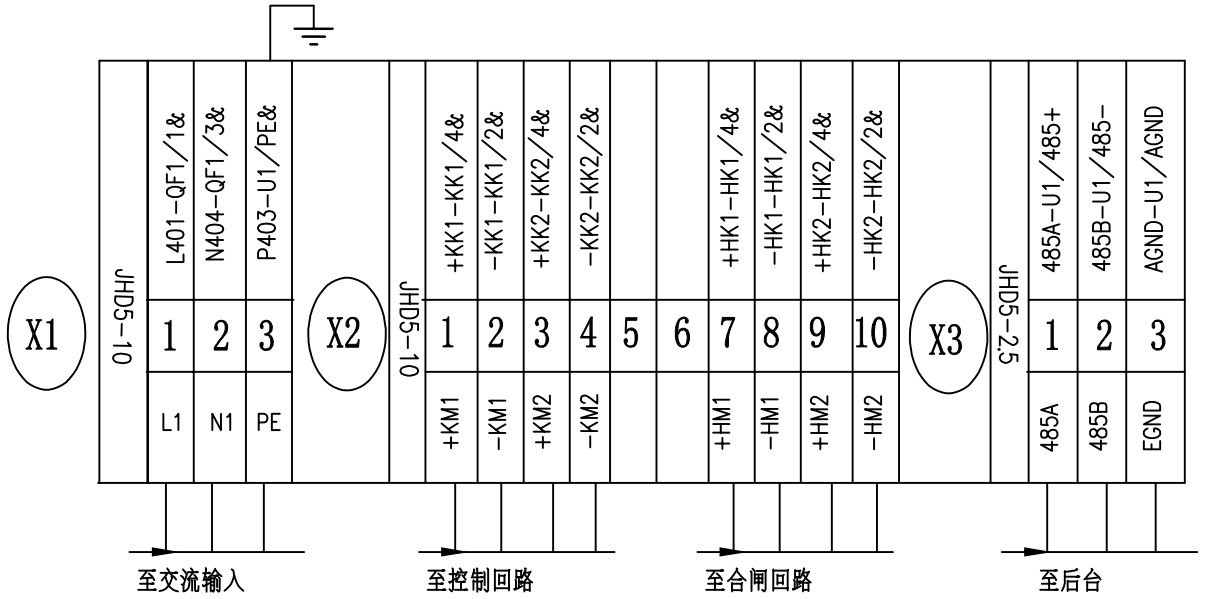 X1
JHD5-10
L401-QF1/1&
N404-QF1/3&
P403-U1/PE&
1
2
3
L1
N1
PE
至交流输入
X2
JHD5-10
+KK1-KK1/4&
-KK1-KK1/2&
+KK2-KK2/4&
-KK2-KK2/2&
+HK1-HK1/4&
-HK1-HK1/2&
+HK2-HK2/4&
-HK2-HK2/2&
1
2
3
4
5
6
7
8
9
10
+KM1
-KM1
+KM2
-KM2
+HM1
-HM1
+HM2
-HM2
至控制回路
至合闸回路
X3
JHD5-2.5
485A-U1/485+
485B-U1/485-
AGND-U1/AGND
1
2
3
485A
485B
EGND
至后台